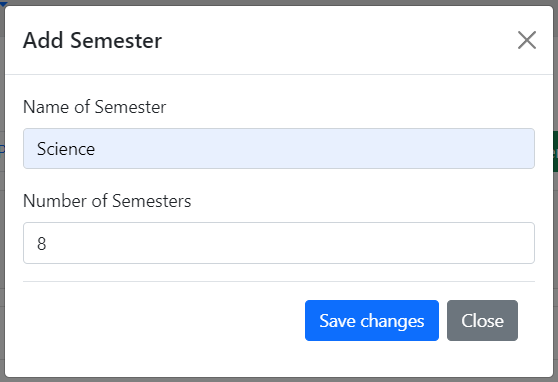 Add Semester
Name of Semester
Science
Number of Semesters
8
Save changes Close